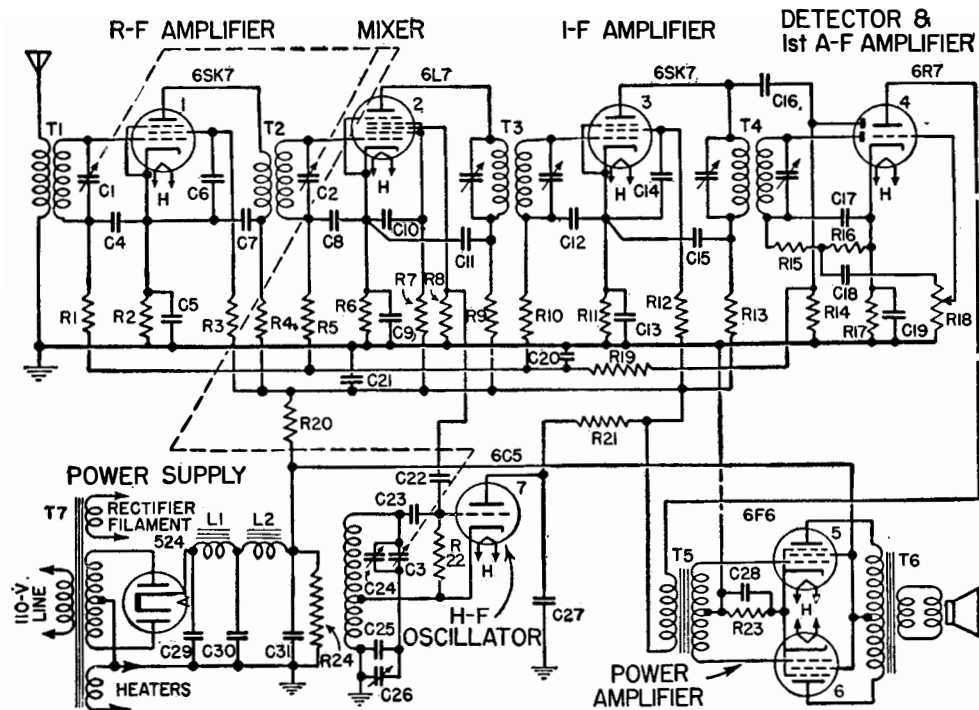 R-F AMPLIFIER MIXER I-F AMPLIFIER DETECTOR &
1st A-F AMPLIFIER
6SK7 6L7 6SK7 6R7
1 2 3 4
C16
T1 T2 T3 T4
C1 C6 C2 C14
H H H H
C4 C7 C8 C10 C12 C17
C11 C15 R16
R15
C18
R7 R8 R12
R1 R2 C5 R3 R4 R5 R6 C9 R9 R10 R11 C13 R13 R14 R17 C19 R18
C20 R19
C21
R20 R21
POWER SUPPLY
C22 6C5
T7 RECTIFIER
FILAMENT
524
L1 L2
C23 7
6F6
5
110-V.
LINE
C24 C3 R
22 H
T5 T6
C28
H-F
OSCILLATOR
C27
R23 H
C29 C30 C31 R24 C25
C26
HEATERS
POWER
AMPLIFIER
6